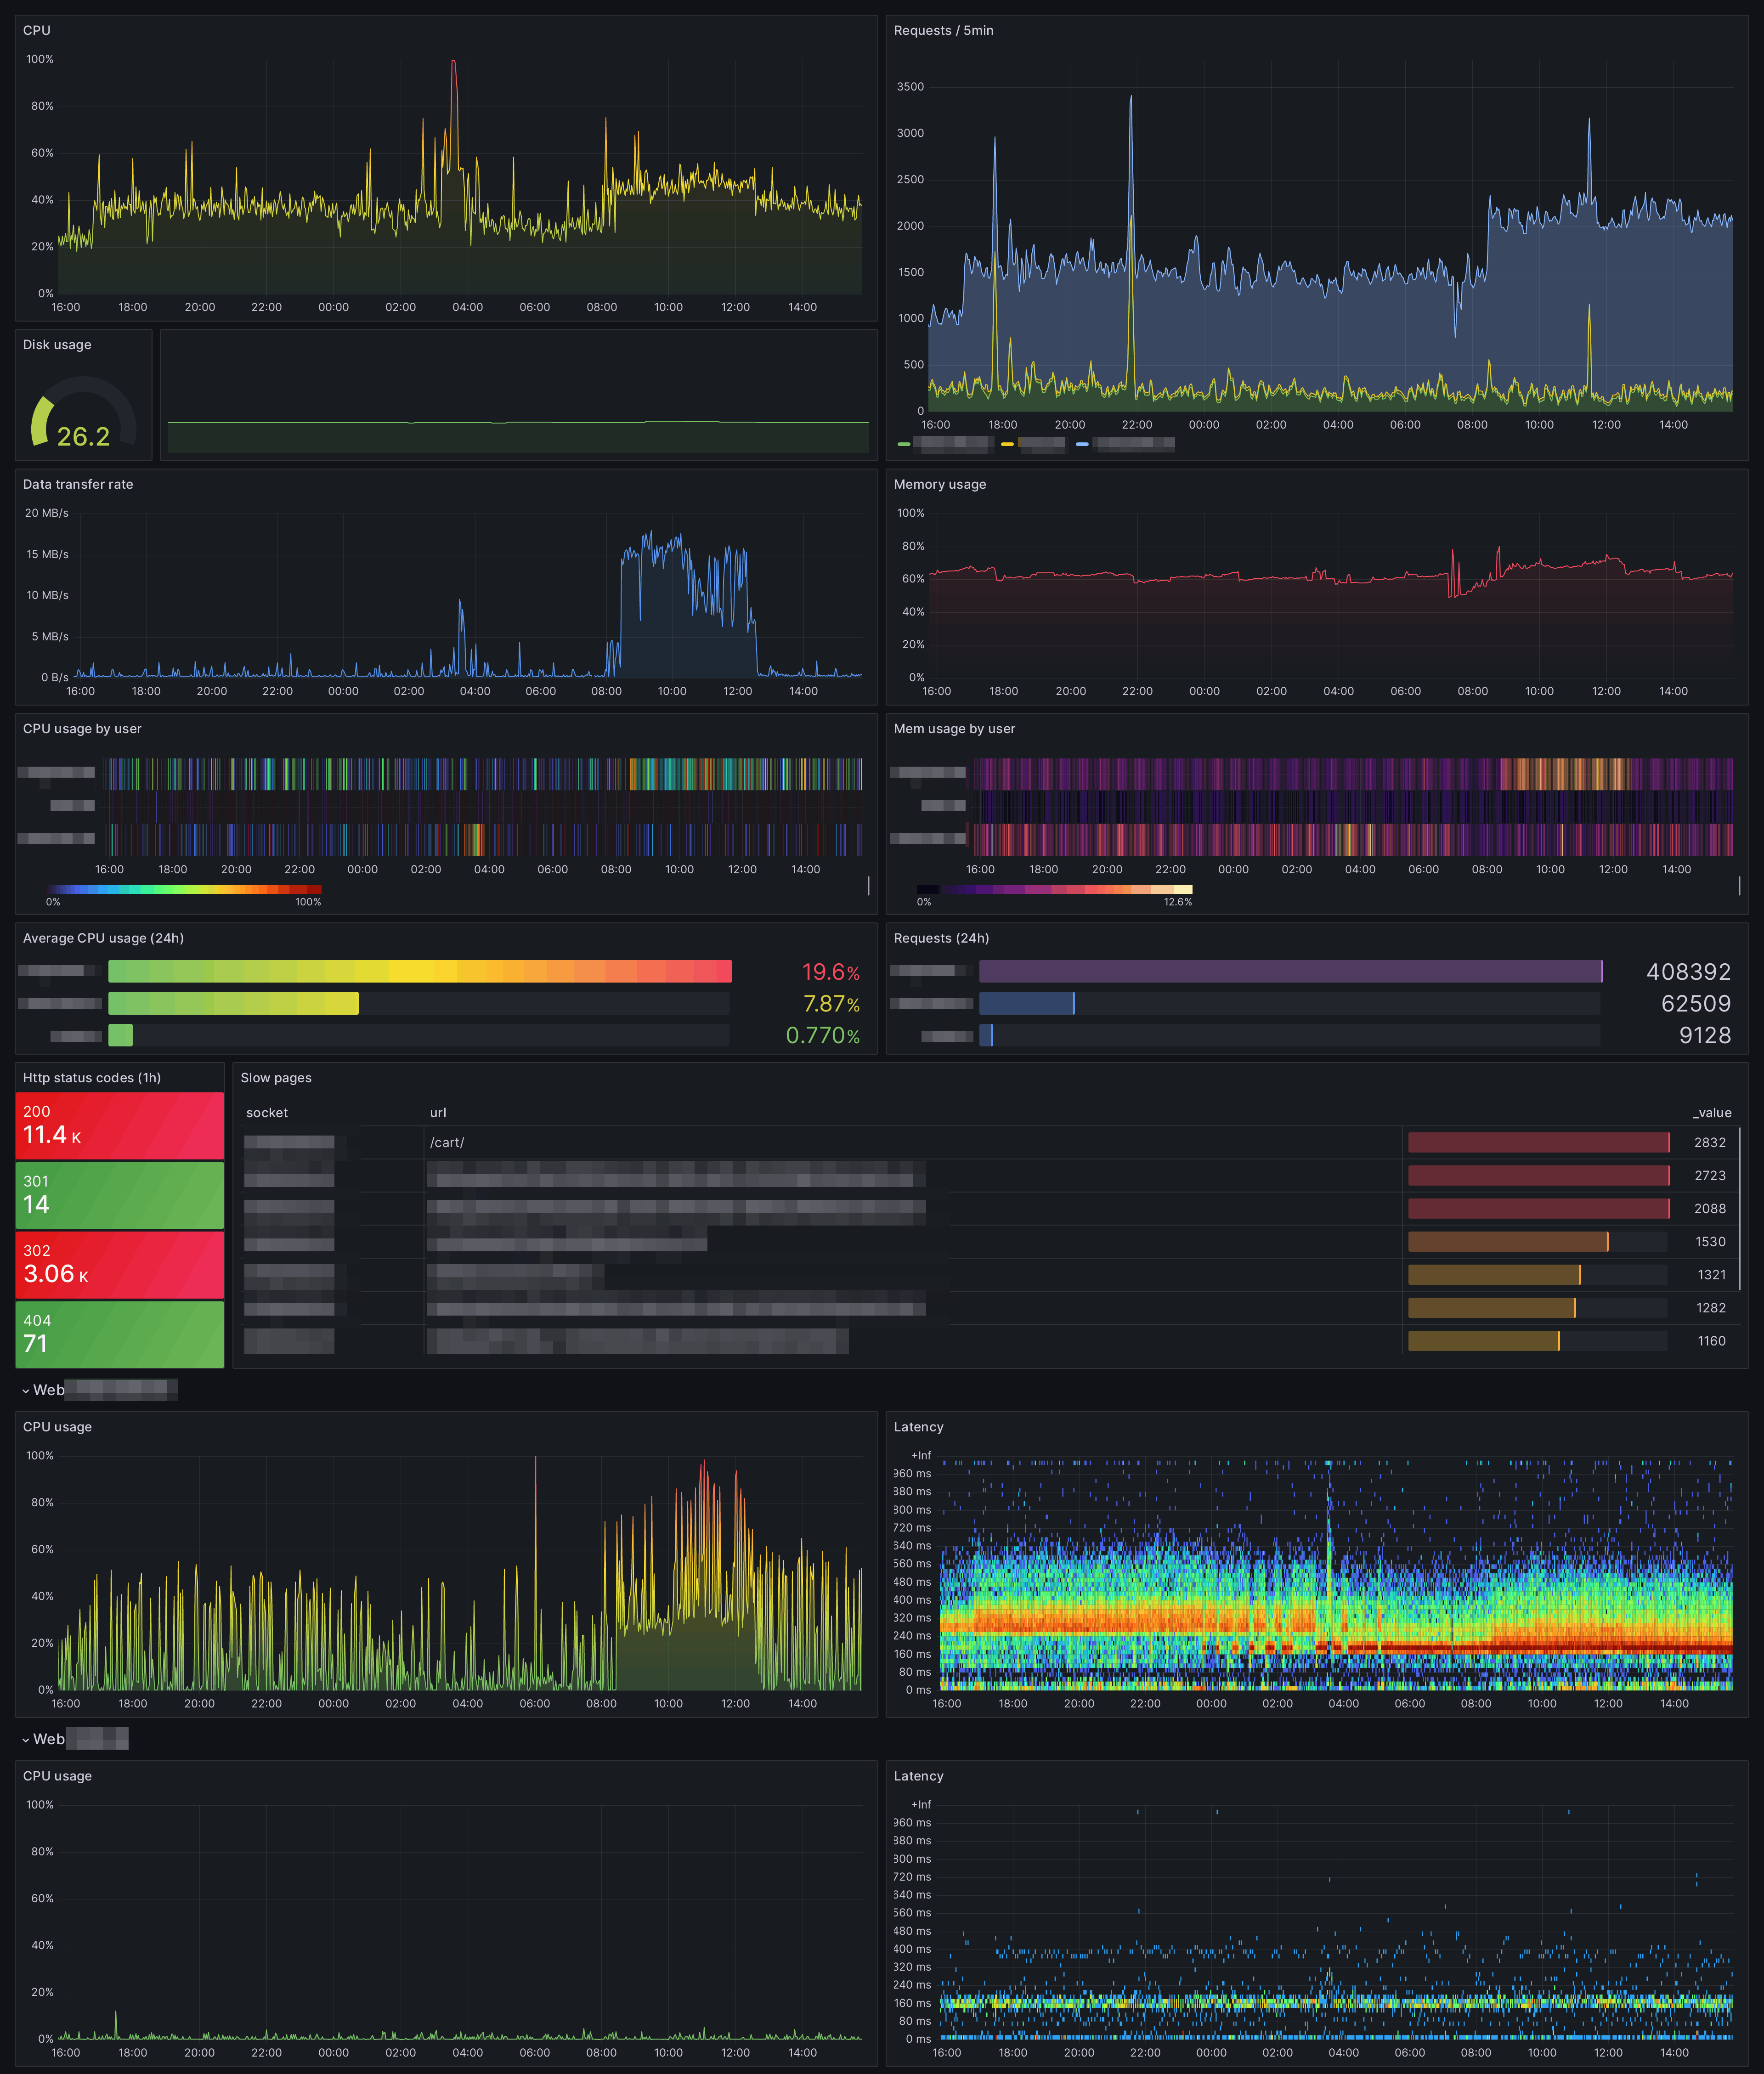 CPU
100%
80%
60%
40%
20%
0%
16:00 18:00 20:00 22:00 00:00 02:00 04:00 06:00 08:00 10:00 12:00 14:00
Requests / 5min
3500
3000
2500
2000
1500
1000
500
0
16:00 18:00 20:00 22:00 00:00 02:00 04:00 06:00 08:00 10:00 12:00 14:00
Disk usage
26.2
Data transfer rate
20 MB/s
15 MB/s
10 MB/s
5 MB/s
0 B/s
16:00 18:00 20:00 22:00 00:00 02:00 04:00 06:00 08:00 10:00 12:00 14:00
Memory usage
100%
80%
60%
40%
20%
0%
16:00 18:00 20:00 22:00 00:00 02:00 04:00 06:00 08:00 10:00 12:00 14:00
CPU usage by user
16:00 18:00 20:00 22:00 00:00 02:00 04:00 06:00 08:00 10:00 12:00 14:00
0% 100%
Mem usage by user
16:00 18:00 20:00 22:00 00:00 02:00 04:00 06:00 08:00 10:00 12:00 14:00
0% 12.6%
Average CPU usage (24h)
19.6%
7.87%
0.770%
Requests (24h)
408392
62509
9128
Http status codes (1h)
200
11.4 K
301
14
302
3.06 K
404
71
Slow pages
socket url _value
/cart/ 2832
2723
2088
1530
1321
1282
1160
Web
CPU usage
100%
80%
60%
40%
20%
0%
16:00 18:00 20:00 22:00 00:00 02:00 04:00 06:00 08:00 10:00 12:00 14:00
Latency
+Inf
960 ms
880 ms
800 ms
720 ms
640 ms
560 ms
480 ms
400 ms
320 ms
240 ms
160 ms
80 ms
0 ms
16:00 18:00 20:00 22:00 00:00 02:00 04:00 06:00 08:00 10:00 12:00 14:00
Web
CPU usage
100%
80%
60%
40%
20%
0%
16:00 18:00 20:00 22:00 00:00 02:00 04:00 06:00 08:00 10:00 12:00 14:00
Latency
+Inf
960 ms
880 ms
800 ms
720 ms
640 ms
560 ms
480 ms
400 ms
320 ms
240 ms
160 ms
80 ms
0 ms
16:00 18:00 20:00 22:00 00:00 02:00 04:00 06:00 08:00 10:00 12:00 14:00